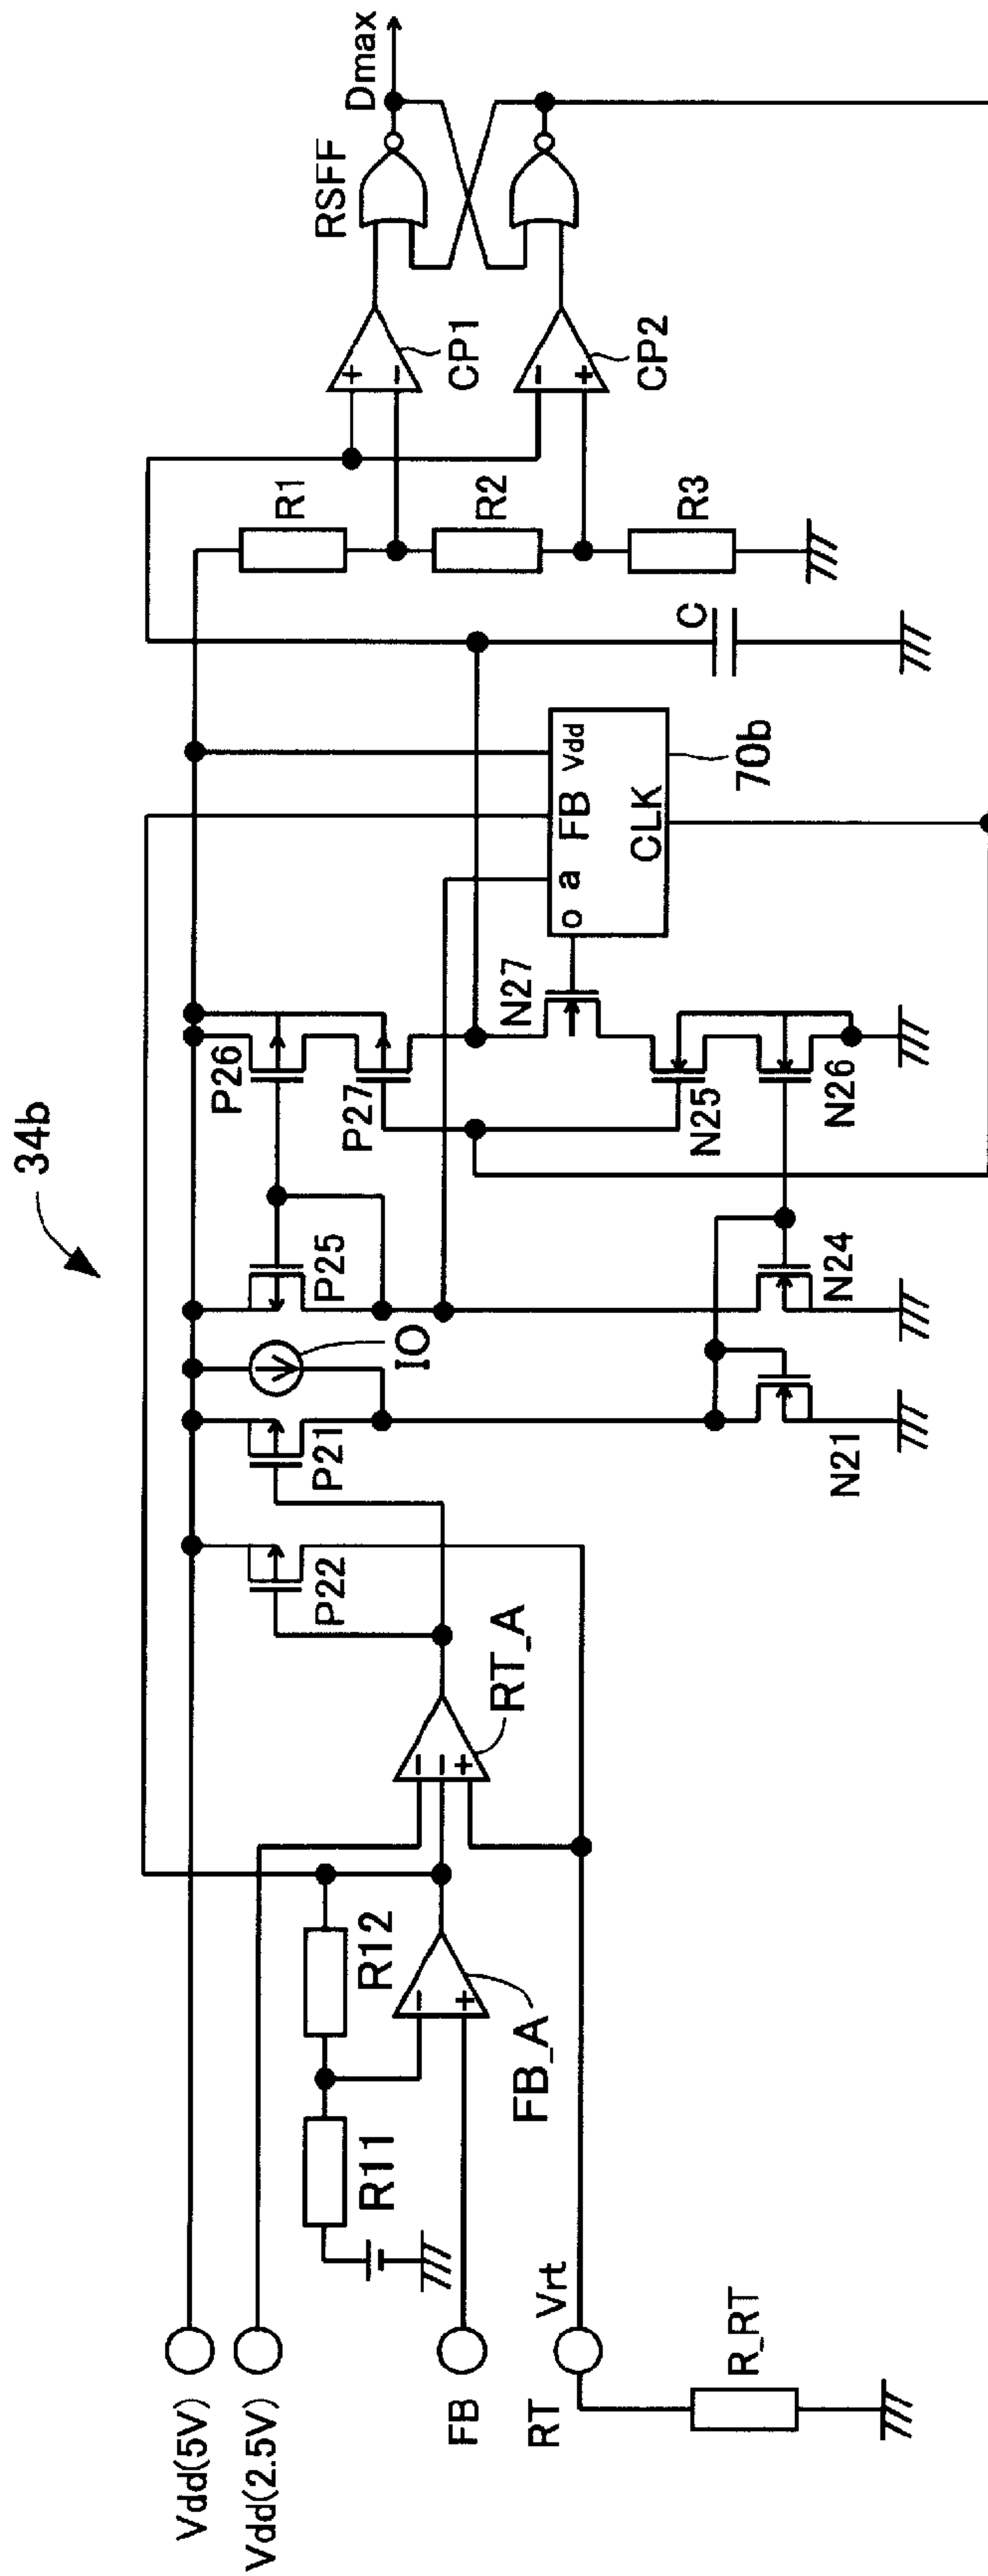 34b
Vdd(5V)
Vdd(2.5V)
FB
RT
Vrt
R_RT
R11
R12
FB_A
RT_A
P22
P21
IO
P25
P26
P27
N21
N24
N25
N26
N27
o
a
FB
Vdd
CLK
70b
C
R1
R2
R3
+
−
CP1
−
+
CP2
RSFF
Dmax
−
+
−
−
+